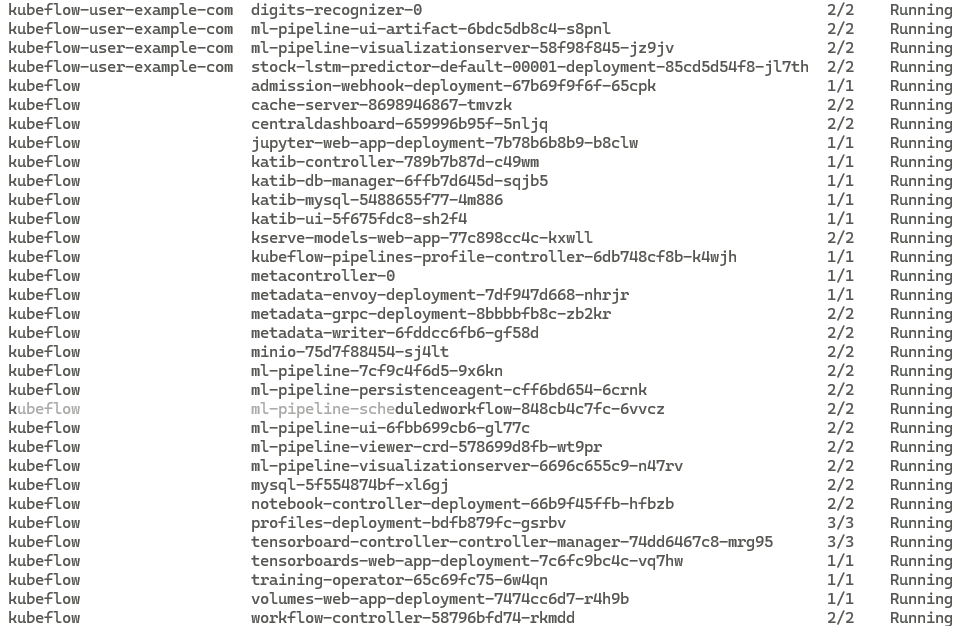 kubeflow-user-example-com digits-recognizer-0 2/2 Running
kubeflow-user-example-com ml-pipeline-ui-artifact-6bdc5db8c4-s8pnl 2/2 Running
kubeflow-user-example-com ml-pipeline-visualizationserver-58f98f845-jz9jv 2/2 Running
kubeflow-user-example-com stock-lstm-predictor-default-00001-deployment-85cd5d54f8-jl7th 2/2 Running
kubeflow admission-webhook-deployment-67b69f9f6f-65cpk 1/1 Running
kubeflow cache-server-8698946867-tmvzk 2/2 Running
kubeflow centraldashboard-659996b95f-5nljq 2/2 Running
kubeflow jupyter-web-app-deployment-7b78b6b8b9-b8clw 1/1 Running
kubeflow katib-controller-789b7b87d-c49wm 1/1 Running
kubeflow katib-db-manager-6ffb7d645d-sqjb5 1/1 Running
kubeflow katib-mysql-5488655f77-4m886 1/1 Running
kubeflow katib-ui-5f675fdc8-sh2f4 1/1 Running
kubeflow kserve-models-web-app-77c898cc4c-kxwll 2/2 Running
kubeflow kubeflow-pipelines-profile-controller-6db748cf8b-k4wjh 1/1 Running
kubeflow metacontroller-0 1/1 Running
kubeflow metadata-envoy-deployment-7df947d668-nhrjr 1/1 Running
kubeflow metadata-grpc-deployment-8bbbbfb8c-zb2kr 2/2 Running
kubeflow metadata-writer-6fddcc6fb6-gf58d 2/2 Running
kubeflow minio-75d7f88454-sj4lt 2/2 Running
kubeflow ml-pipeline-7cf9c4f6d5-9x6kn 2/2 Running
kubeflow ml-pipeline-persistenceagent-cff6bd654-6crnk 2/2 Running
kubeflow ml-pipeline-scheduledworkflow-848cb4c7fc-6vvcz 2/2 Running
kubeflow ml-pipeline-ui-6fbb699cb6-gl77c 2/2 Running
kubeflow ml-pipeline-viewer-crd-578699d8fb-wt9pr 2/2 Running
kubeflow ml-pipeline-visualizationserver-6696c655c9-n47rv 2/2 Running
kubeflow mysql-5f554874bf-xl6gj 2/2 Running
kubeflow notebook-controller-deployment-66b9f45ffb-hfbzb 2/2 Running
kubeflow profiles-deployment-bdfb879fc-gsrbv 3/3 Running
kubeflow tensorboard-controller-controller-manager-74dd6467c8-mrg95 3/3 Running
kubeflow tensorboards-web-app-deployment-7c6fc9bc4c-vq7hw 1/1 Running
kubeflow training-operator-65c69fc75-6w4qn 1/1 Running
kubeflow volumes-web-app-deployment-7474cc6d7-r4h9b 1/1 Running
kubeflow workflow-controller-58796bfd74-rkmdd 2/2 Running